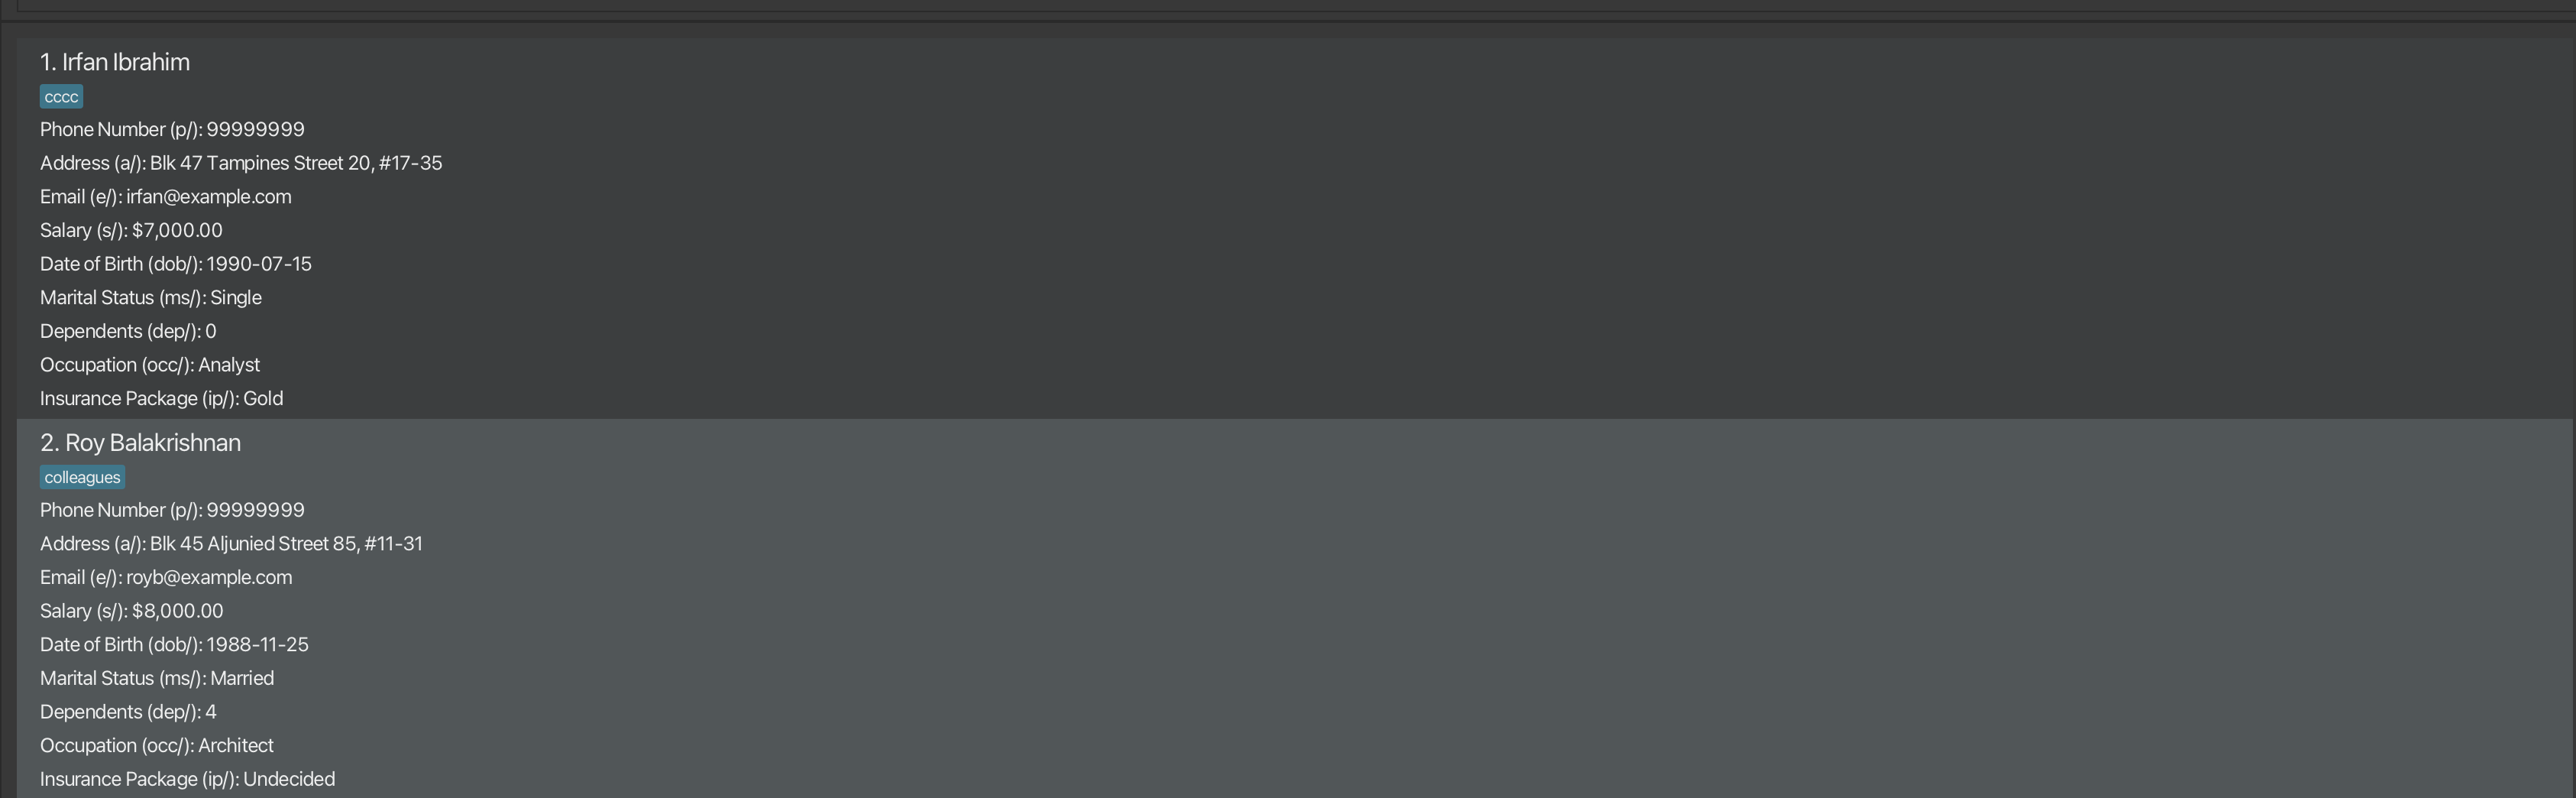 1. Irfan Ibrahim
cccc
Phone Number (p/): 99999999
Address (a/): Blk 47 Tampines Street 20, #17-35
Email (e/): irfan@example.com
Salary (s/): $7,000.00
Date of Birth (dob/): 1990-07-15
Marital Status (ms/): Single
Dependents (dep/): 0
Occupation (occ/): Analyst
Insurance Package (ip/): Gold
2. Roy Balakrishnan
colleagues
Phone Number (p/): 99999999
Address (a/): Blk 45 Aljunied Street 85, #11-31
Email (e/): royb@example.com
Salary (s/): $8,000.00
Date of Birth (dob/): 1988-11-25
Marital Status (ms/): Married
Dependents (dep/): 4
Occupation (occ/): Architect
Insurance Package (ip/): Undecided